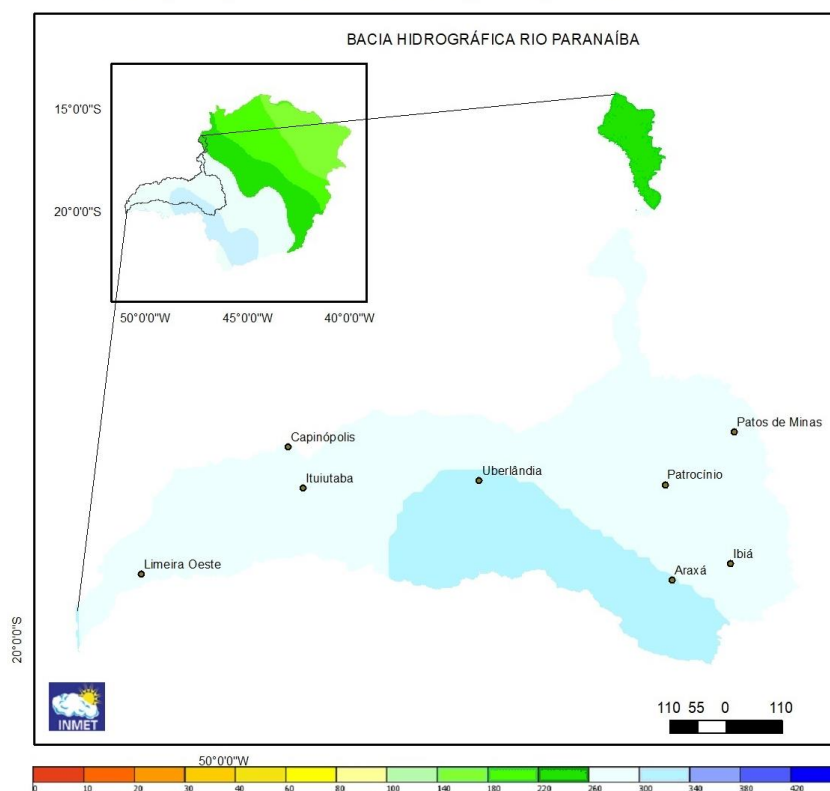 BACIA HIDROGRÁFICA RIO PARANAÍBA
15°0'0"S
20°0'0"S
50°0'0"W 45°0'0"W 40°0'0"W
Patos de Minas
Capinópolis
Uberlândia
Ituiutaba
Patrocínio
Ibiá
Limeira Oeste
Araxá
20°0'0"S
INMET
110 55 0 110
50°0'0"W
0 10 20 30 40 60 80 100 140 180 220 260 300 340 380 420